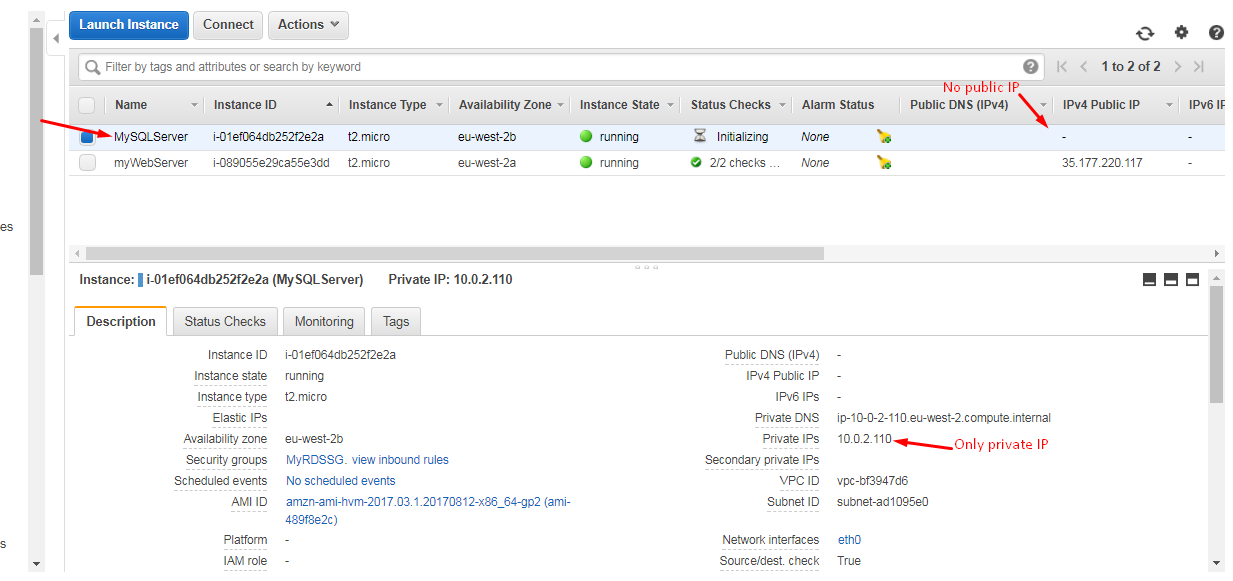 Launch Instance Connect Actions
Filter by tags and attributes or search by keyword 1 to 2 of 2
No public IP
Name Instance ID Instance Type Availability Zone Instance State Status Checks Alarm Status Public DNS (IPv4) IPv4 Public IP IPv6 IP
MySQLServer i-01ef064db252f2e2a t2.micro eu-west-2b running Initializing None - -
myWebServer i-089055e29ca55e3dd t2.micro eu-west-2a running 2/2 checks ... None 35.177.220.117 -
es
Instance: i-01ef064db252f2e2a (MySQLServer) Private IP: 10.0.2.110
Description Status Checks Monitoring Tags
Instance ID i-01ef064db252f2e2a Public DNS (IPv4) -
Instance state running IPv4 Public IP -
Instance type t2.micro IPv6 IPs -
Elastic IPs Private DNS ip-10-0-2-110.eu-west-2.compute.internal
Availability zone eu-west-2b Private IPs 10.0.2.110 Only private IP
Security groups MyRDSSG. view inbound rules Secondary private IPs
Scheduled events No scheduled events VPC ID vpc-bf3947d6
AMI ID amzn-ami-hvm-2017.03.1.20170812-x86_64-gp2 (ami-489f8e2c) Subnet ID subnet-ad1095e0
Platform - Network interfaces eth0
s
IAM role - Source/dest. check True